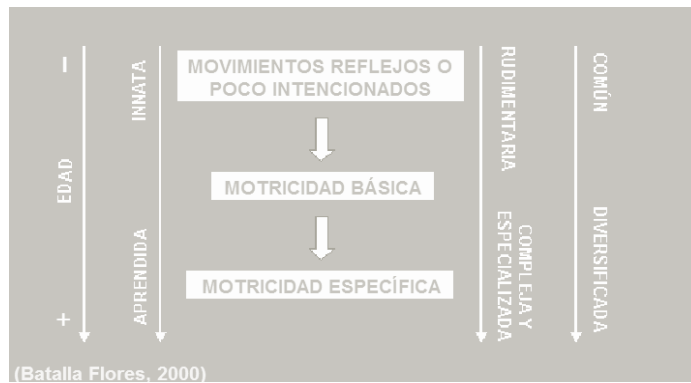 −
EDAD
+
INNATA
APRENDIDA
MOVIMIENTOS REFLEJOS O
POCO INTENCIONADOS
MOTRICIDAD BÁSICA
MOTRICIDAD ESPECÍFICA
RUDIMENTARIA
COMPLEJA Y
ESPECIALIZADA
COMÚN
DIVERSIFICADA
(Batalla Flores, 2000)